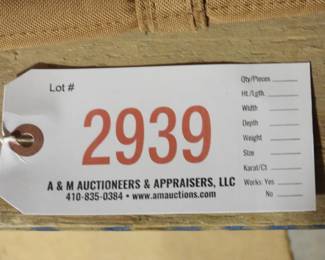 Lot #
2939
A & M AUCTIONEERS & APPRAISERS, LLC
410-835-0384 • www.amauctions.com
Qty/Pieces
Ht./Lgth.
Width
Depth
Weight
Size
Karat/Ct.
Works: Yes
No